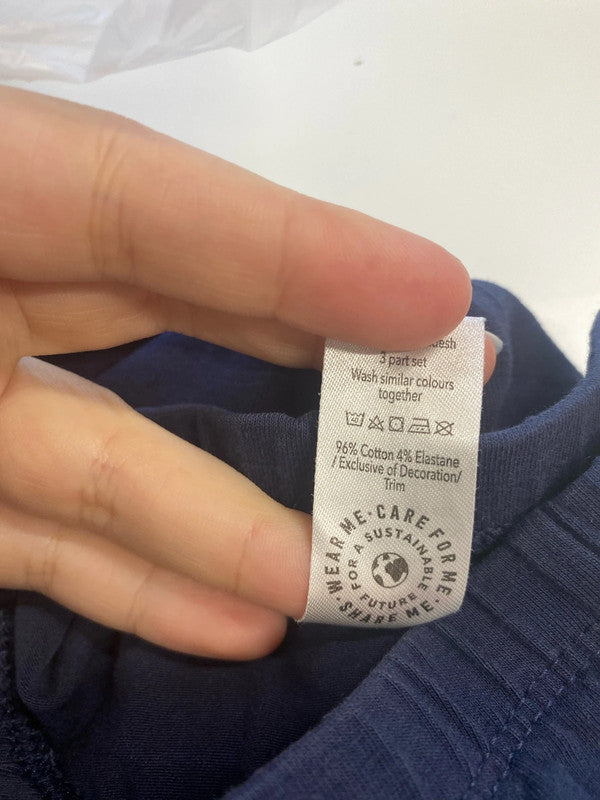 3 part set
Wash similar colours
together
40
96% Cotton 4% Elastane
/ Exclusive of Decoration/
Trim
WEAR ME • CARE FOR ME • SHARE ME •
FOR A SUSTAINABLE FUTURE